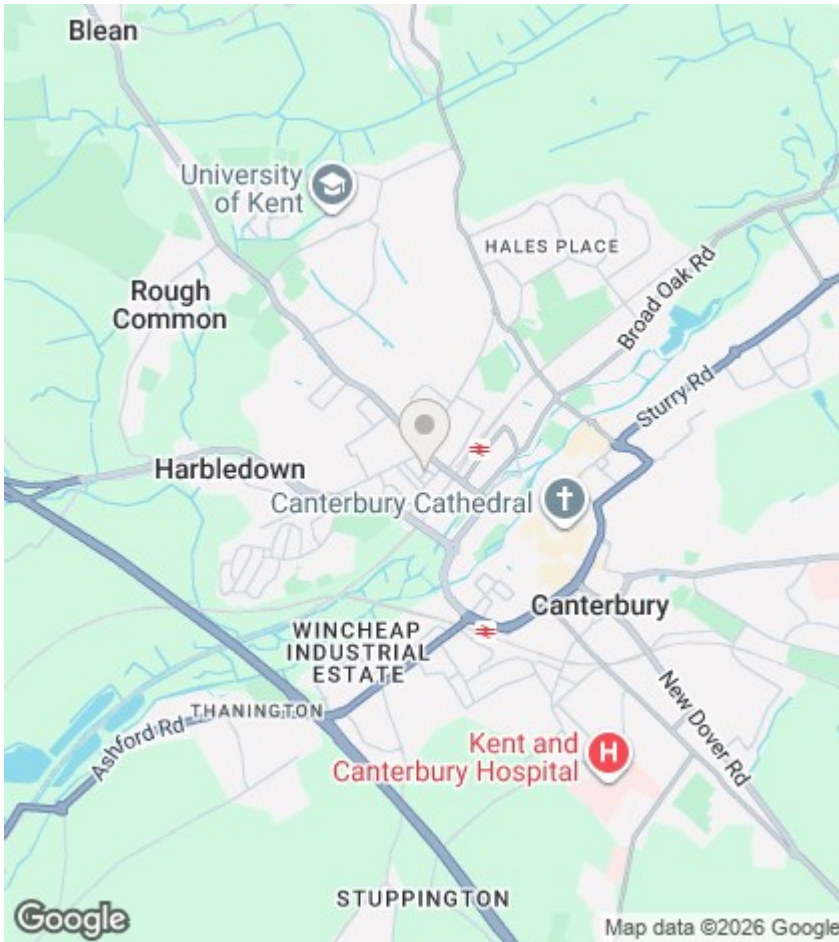 Blean
University
of Kent
HALES PLACE
Broad Oak Rd
Rough
Common
Sturry Rd
Harbledown
Canterbury Cathedral
Canterbury
WINCHEAP
INDUSTRIAL
ESTATE
THANINGTON
Ashford Rd
New Dover Rd
Kent and
Canterbury Hospital
H
STUPPINGTON
Google
Map data ©2026 Google